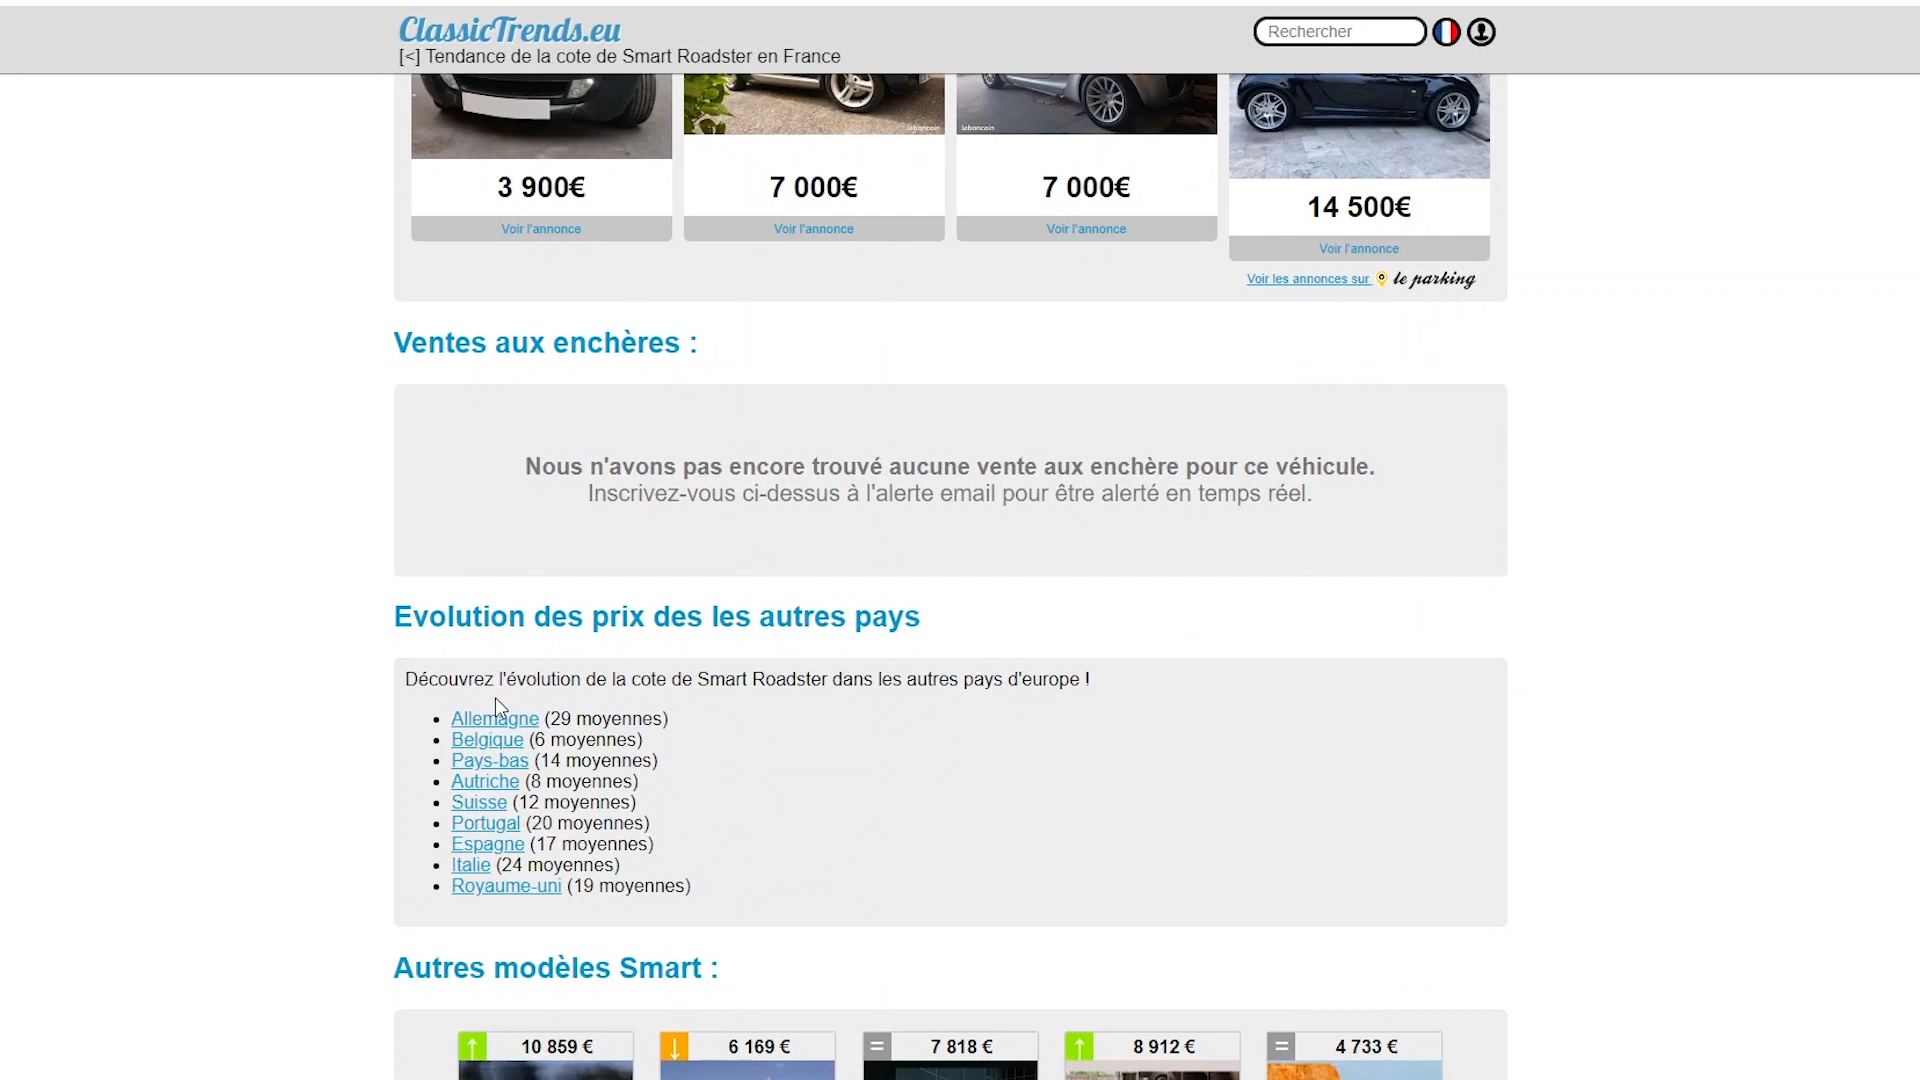 ClassicTrends.eu
Rechercher
[<] Tendance de la cote de Smart Roadster en France
leboncoin
leboncoin
3 900€
7 000€
7 000€
14 500€
Voir l'annonce
Voir l'annonce
Voir l'annonce
Voir l'annonce
Voir les annonces sur le parking
Ventes aux enchères :
Nous n'avons pas encore trouvé aucune vente aux enchère pour ce véhicule.
Inscrivez-vous ci-dessus à l'alerte email pour être alerté en temps réel.
Evolution des prix des les autres pays
Découvrez l'évolution de la cote de Smart Roadster dans les autres pays d'europe !
• Allemagne (29 moyennes)
• Belgique (6 moyennes)
• Pays-bas (14 moyennes)
• Autriche (8 moyennes)
• Suisse (12 moyennes)
• Portugal (20 moyennes)
• Espagne (17 moyennes)
• Italie (24 moyennes)
• Royaume-uni (19 moyennes)
Autres modèles Smart :
↑ 10 859 €
↓ 6 169 €
= 7 818 €
↑ 8 912 €
= 4 733 €